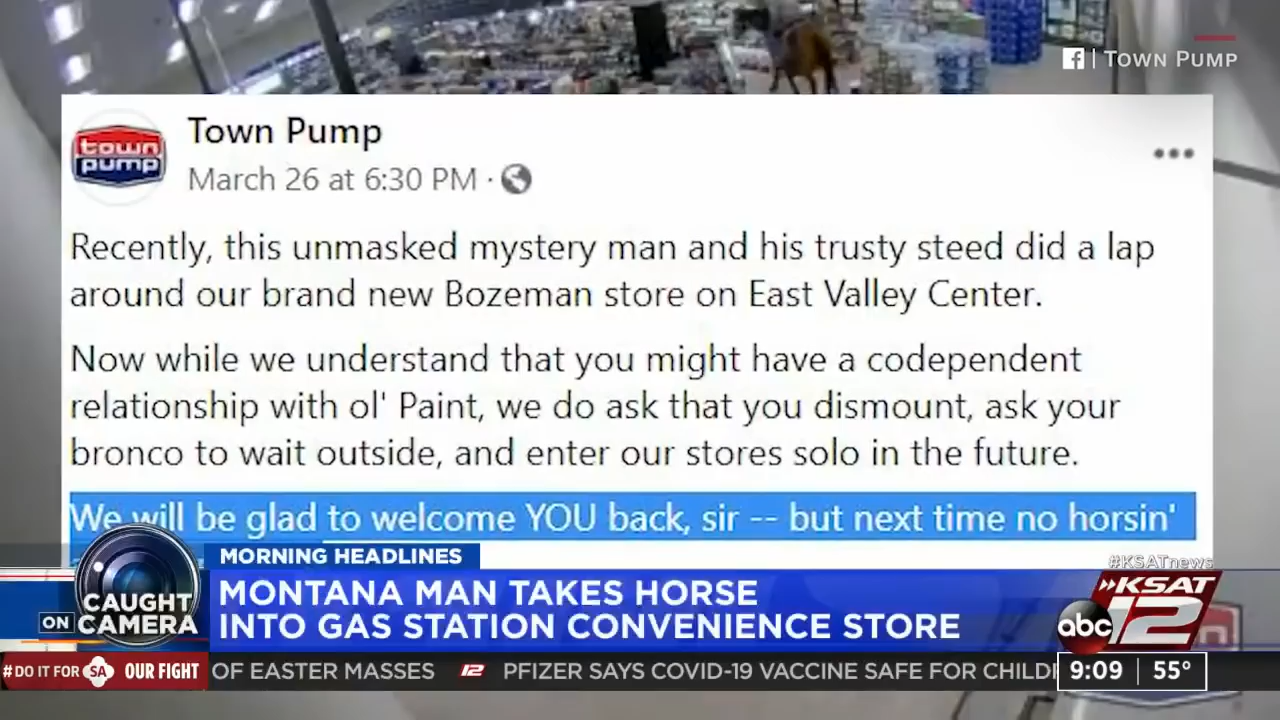 Town Pump
town
pump
Town Pump
March 26 at 6:30 PM ·
Recently, this unmasked mystery man and his trusty steed did a lap
around our brand new Bozeman store on East Valley Center.
Now while we understand that you might have a codependent
relationship with ol' Paint, we do ask that you dismount, ask your
bronco to wait outside, and enter our stores solo in the future.
We will be glad to welcome YOU back, sir -- but next time no horsin'
#KSATnews
MORNING HEADLINES
MONTANA MAN TAKES HORSE
INTO GAS STATION CONVENIENCE STORE
CAUGHT
ON CAMERA
abc KSAT
12
#DO IT FOR SA OUR FIGHT
OF EASTER MASSES 12 PFIZER SAYS COVID-19 VACCINE SAFE FOR CHILD
9:09 55°